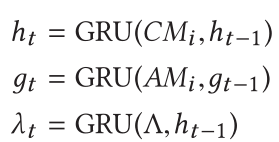 h_t = GRU(CM_i, h_{t-1})
g_t = GRU(AM_i, g_{t-1})
λ_t = GRU(Λ, h_{t-1})